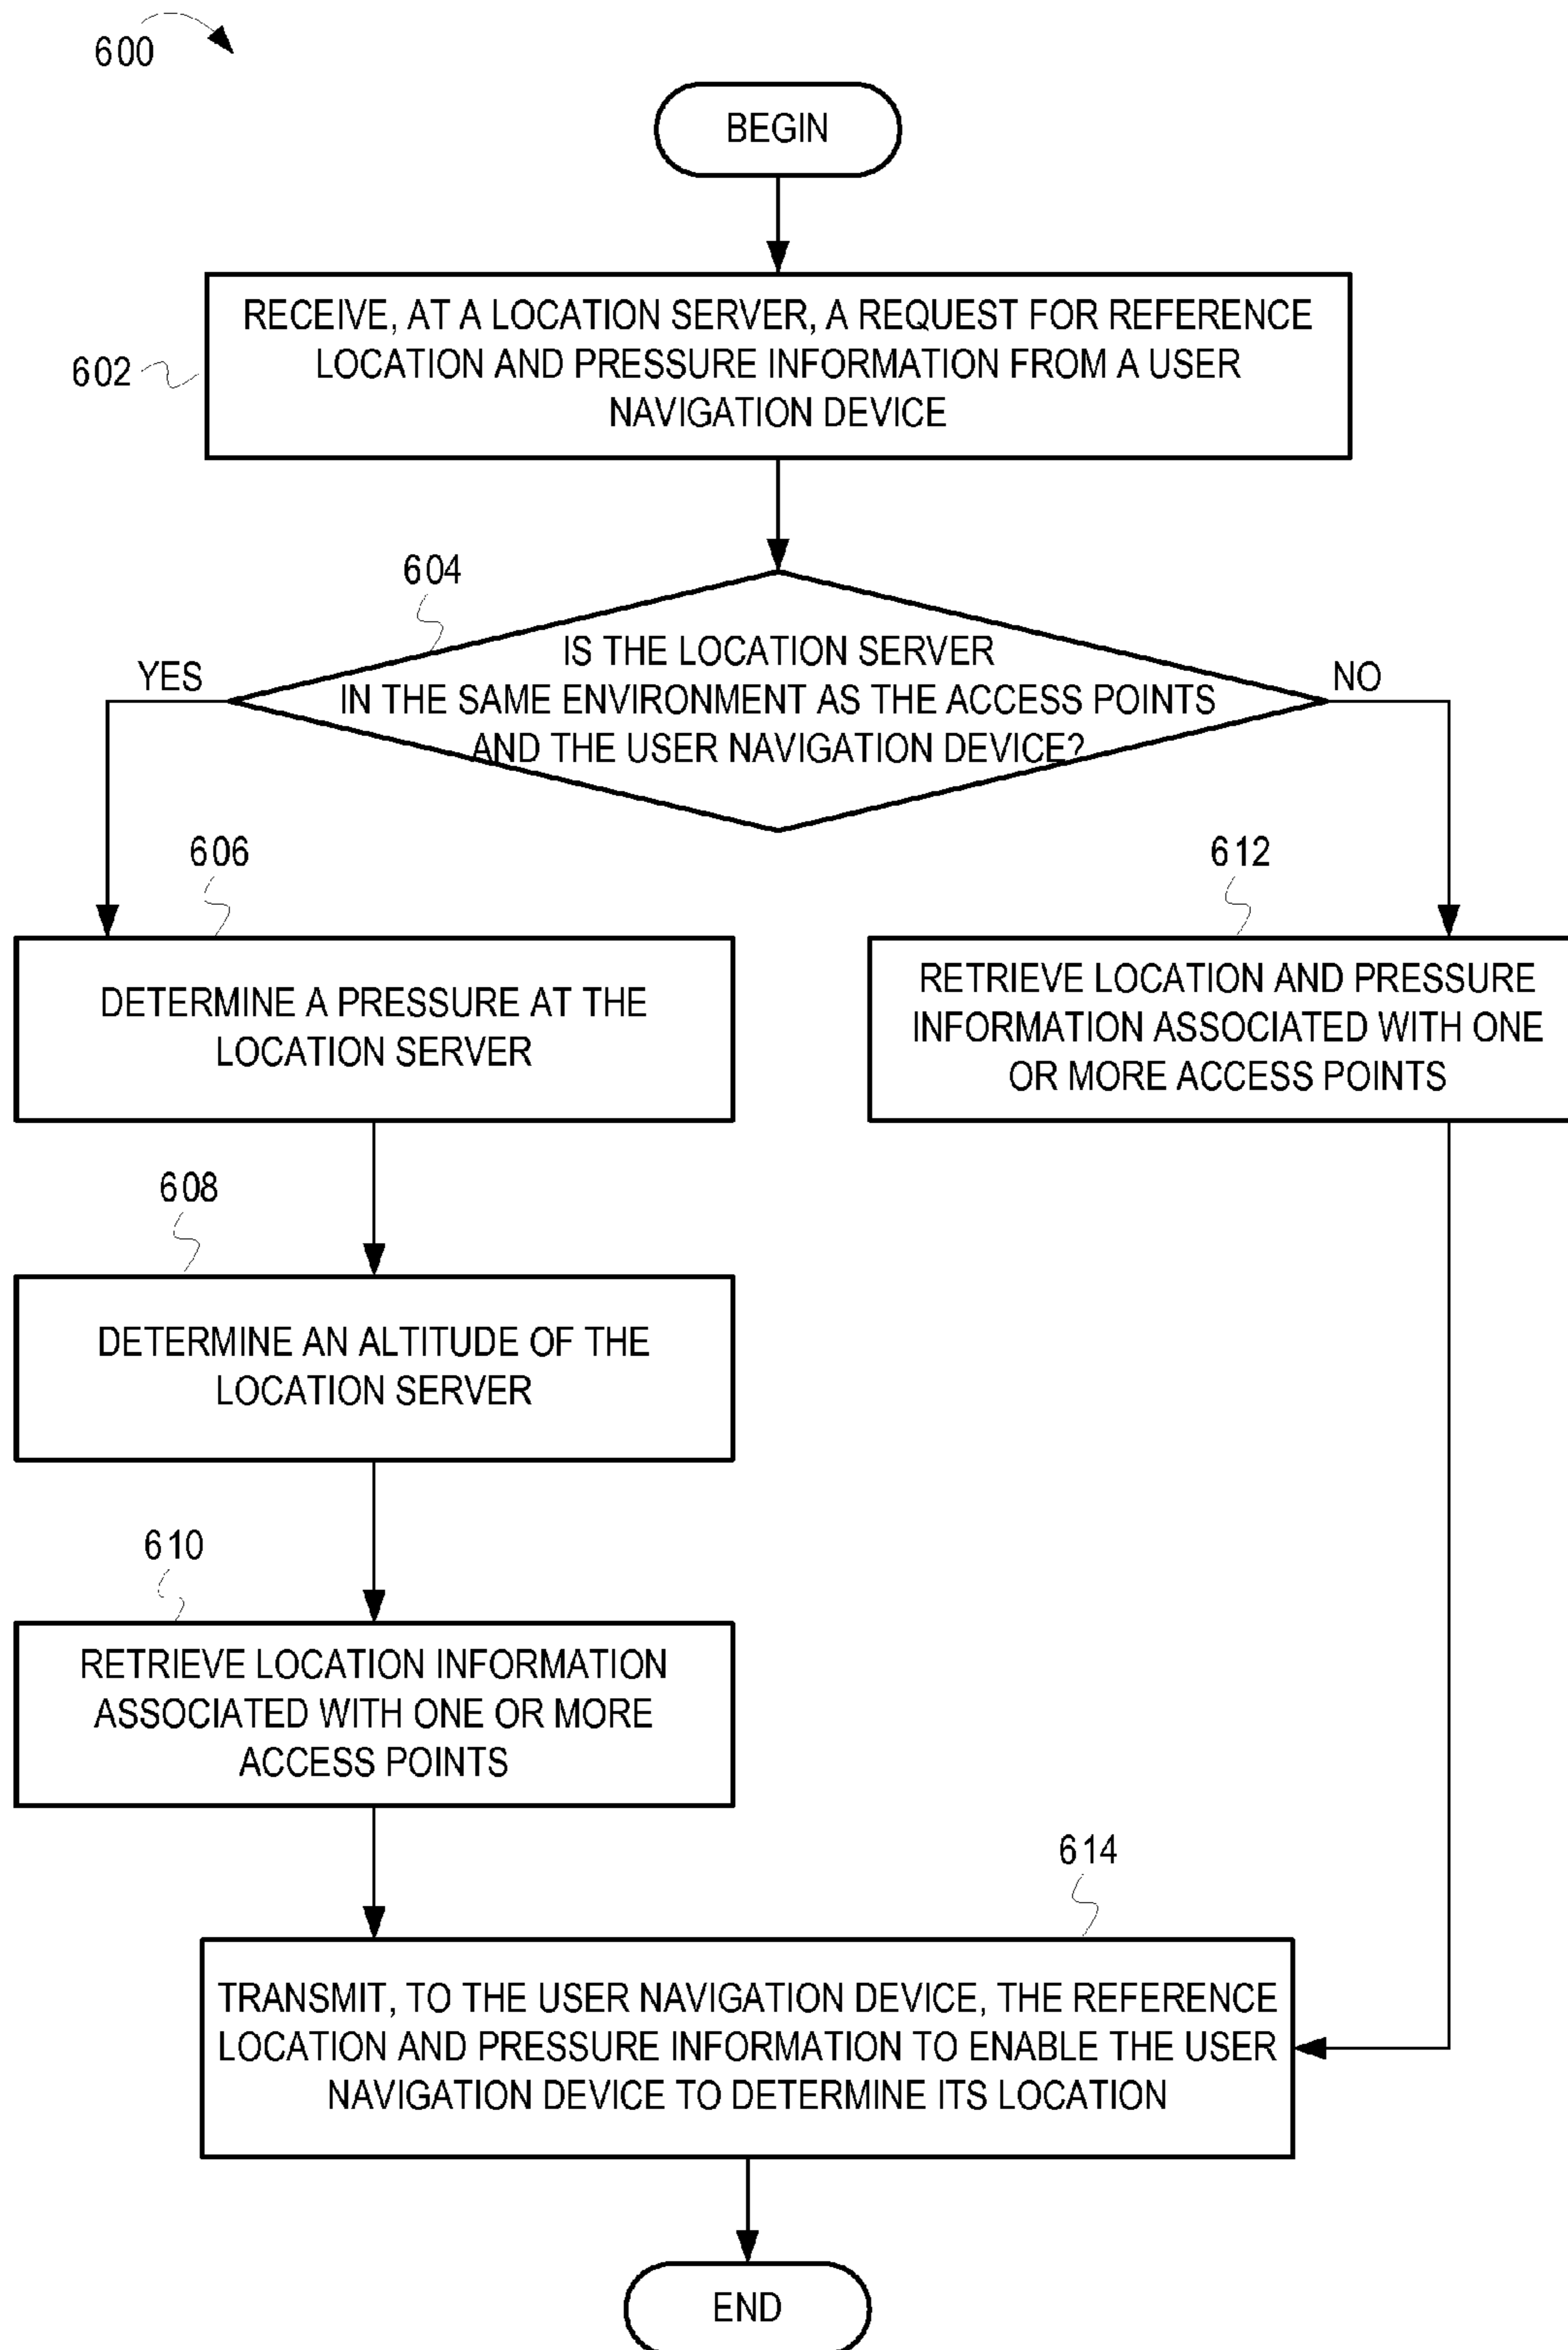 600
BEGIN
602
RECEIVE, AT A LOCATION SERVER, A REQUEST FOR REFERENCE
LOCATION AND PRESSURE INFORMATION FROM A USER
NAVIGATION DEVICE
604
IS THE LOCATION SERVER
IN THE SAME ENVIRONMENT AS THE ACCESS POINTS
AND THE USER NAVIGATION DEVICE?
YES
NO
606
DETERMINE A PRESSURE AT THE
LOCATION SERVER
612
RETRIEVE LOCATION AND PRESSURE
INFORMATION ASSOCIATED WITH ONE
OR MORE ACCESS POINTS
608
DETERMINE AN ALTITUDE OF THE
LOCATION SERVER
610
RETRIEVE LOCATION INFORMATION
ASSOCIATED WITH ONE OR MORE
ACCESS POINTS
614
TRANSMIT, TO THE USER NAVIGATION DEVICE, THE REFERENCE
LOCATION AND PRESSURE INFORMATION TO ENABLE THE USER
NAVIGATION DEVICE TO DETERMINE ITS LOCATION
END